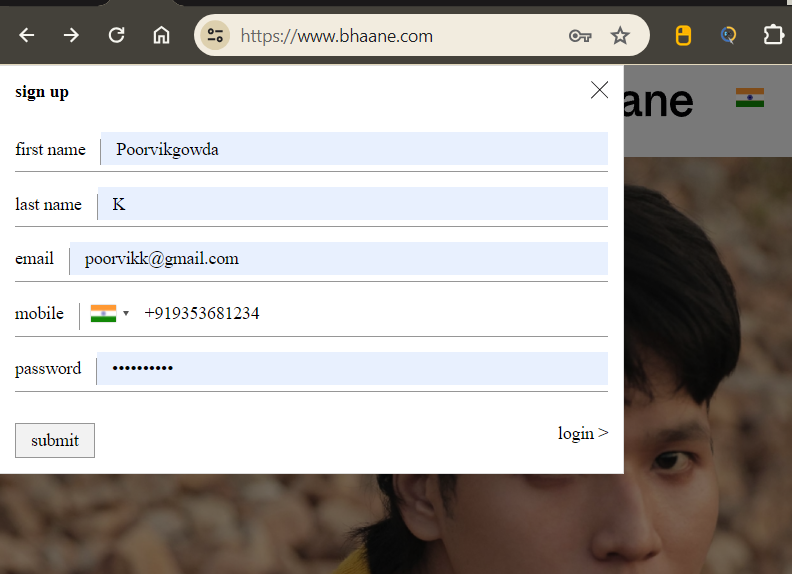 https://www.bhaane.com
sign up
ane
first name Poorvikgowda
last name K
email poorvikk@gmail.com
mobile +919353681234
password ••••••••••
submit
login >